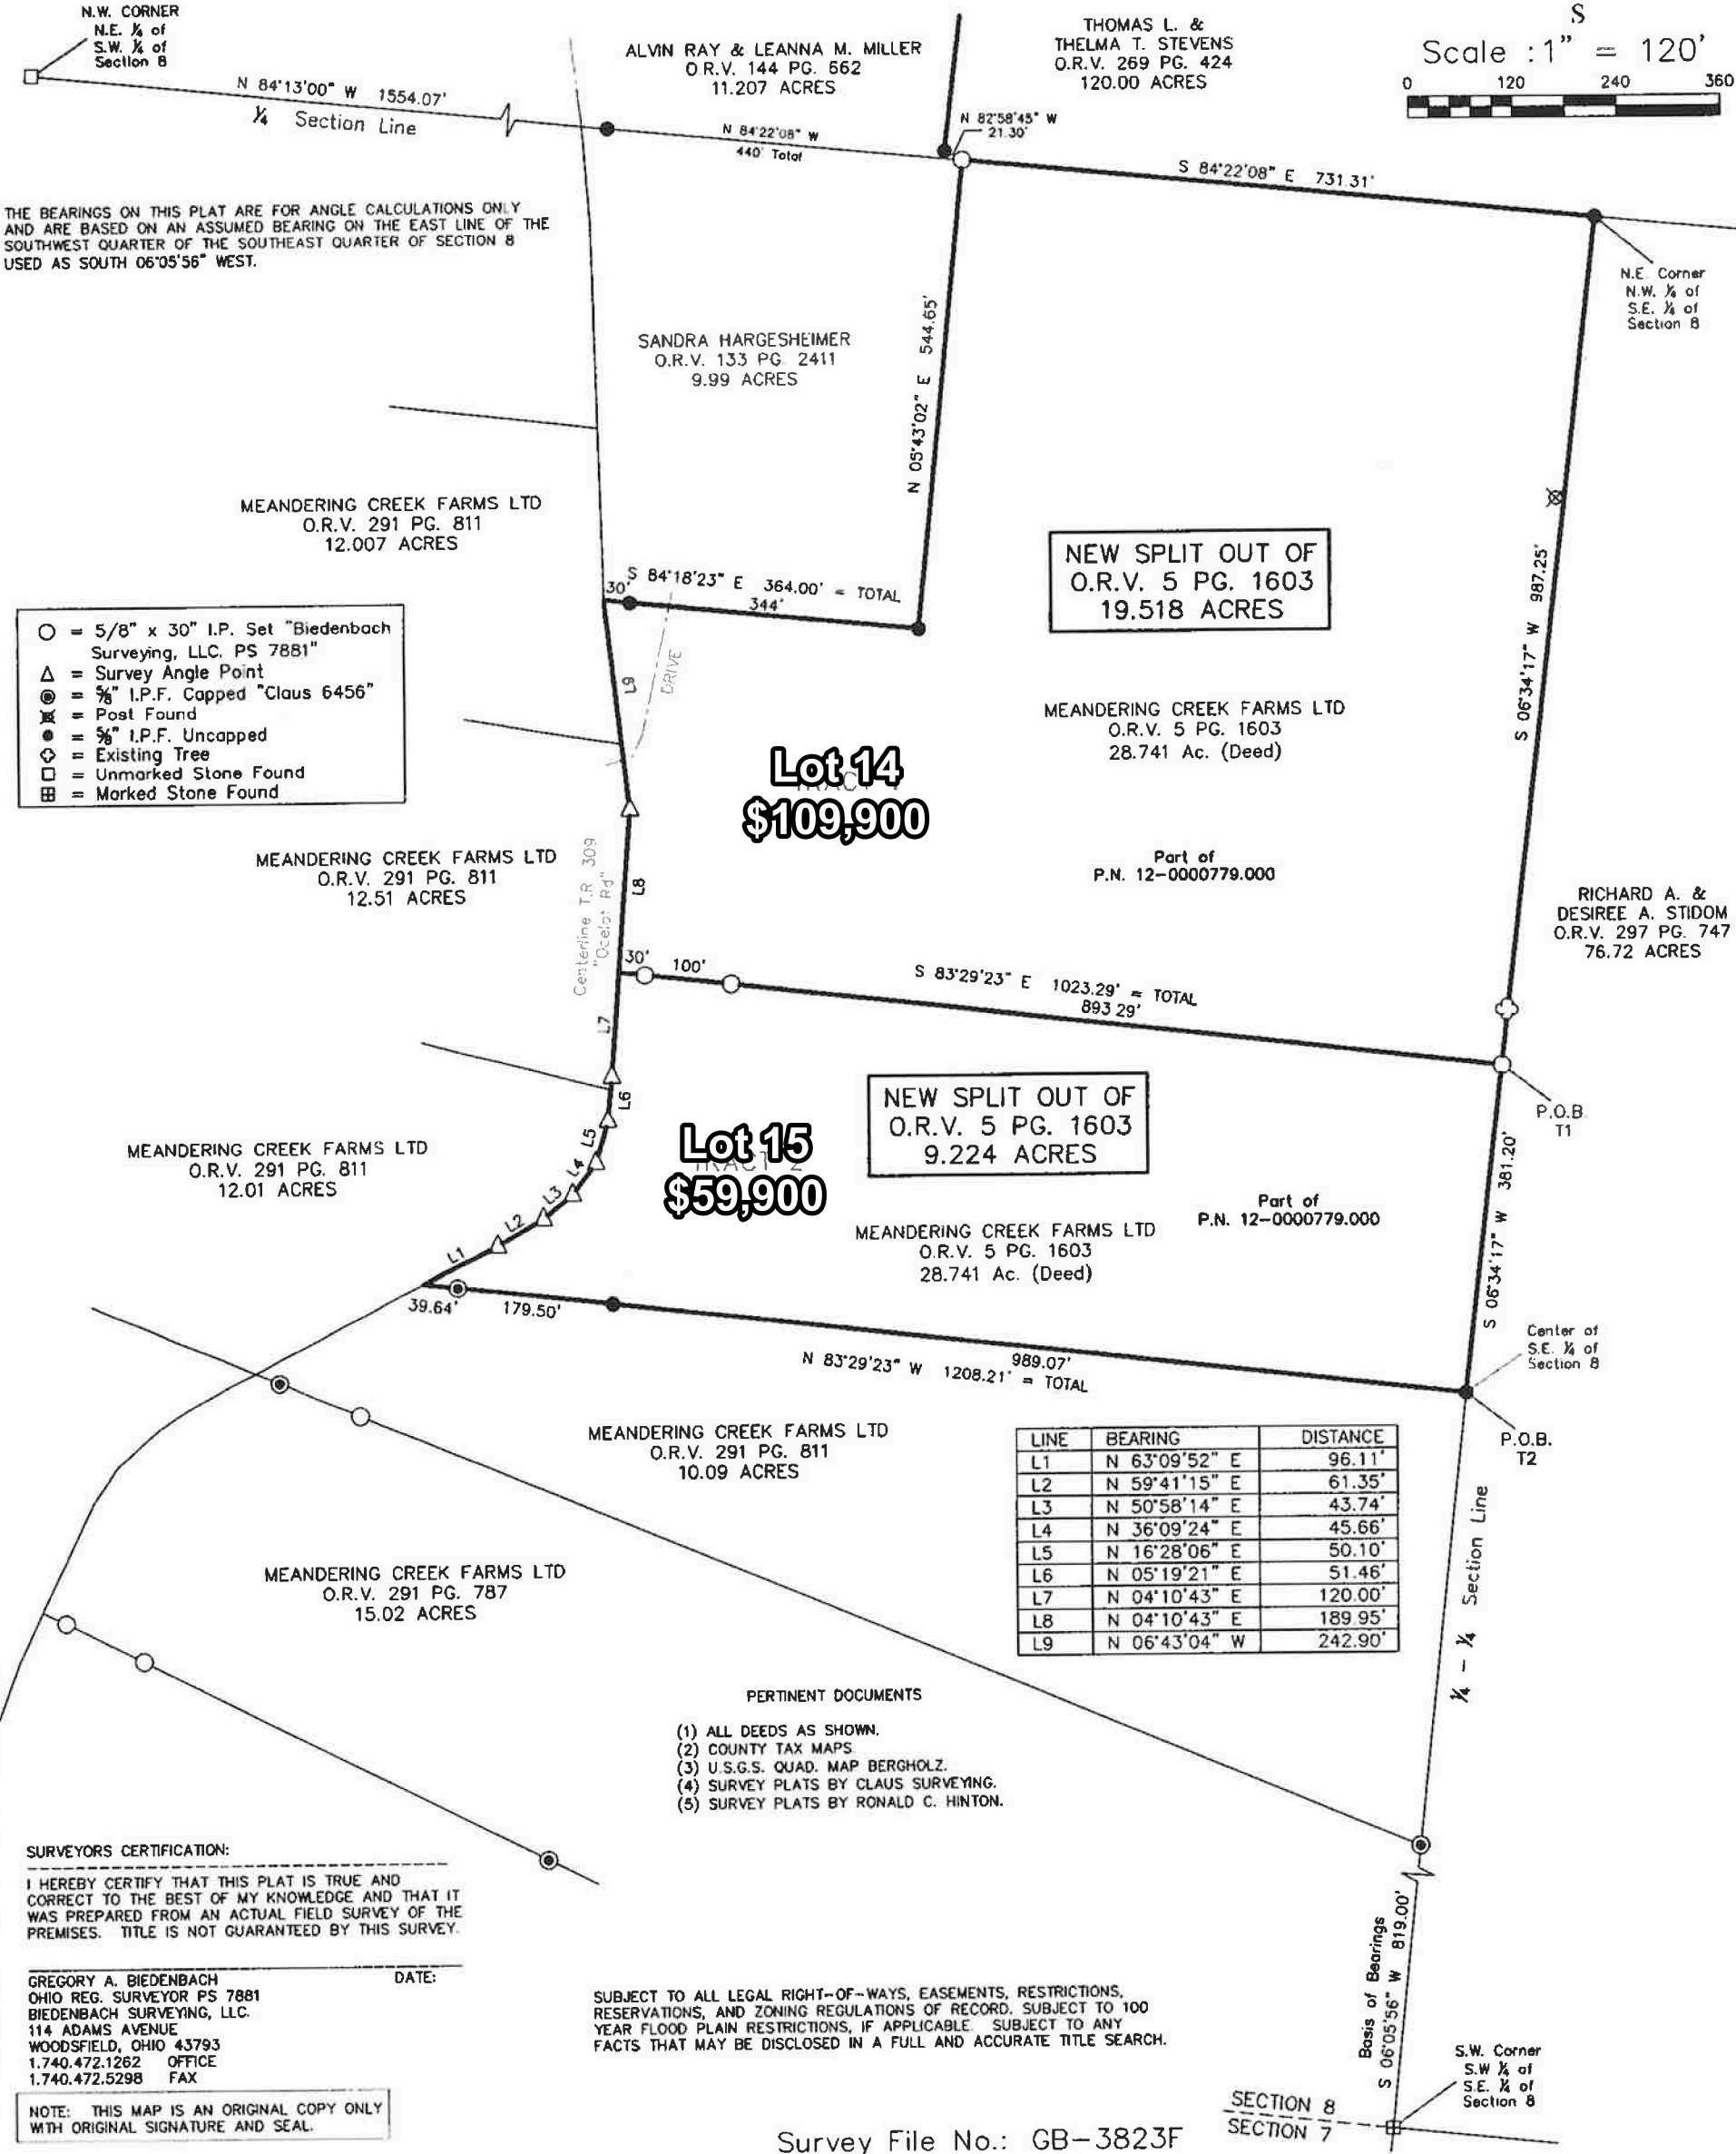 N.W. CORNER
N.E. ¼ of
S.W. ¼ of
Section 8
N 84°13'00" W 1554.07'
¼ Section Line
ALVIN RAY & LEANNA M. MILLER
O.R.V. 144 PG. 662
11.207 ACRES
THOMAS L. &
THELMA T. STEVENS
O.R.V. 269 PG. 424
120.00 ACRES
S
Scale :1" = 120'
0 120 240 360
N 84°22'08" W
440' Total
N 82°58'45" W
21.30'
S 84°22'08" E 731.31'
THE BEARINGS ON THIS PLAT ARE FOR ANGLE CALCULATIONS ONLY
AND ARE BASED ON AN ASSUMED BEARING ON THE EAST LINE OF THE
SOUTHWEST QUARTER OF THE SOUTHEAST QUARTER OF SECTION 8
USED AS SOUTH 06°05'56" WEST.
N.E. Corner
N.W. ¼ of
S.E. ¼ of
Section 8
SANDRA HARGESHEIMER
O.R.V. 133 PG 2411
9.99 ACRES
N 05°43'02" E 544.65'
MEANDERING CREEK FARMS LTD
O.R.V. 291 PG. 811
12.007 ACRES
NEW SPLIT OUT OF
O.R.V. 5 PG. 1603
19.518 ACRES
S 06°34'17" W 987.25'
S 84°18'23" E 364.00' = TOTAL
30'
344'
DRIVE
L9
○ = 5/8" x 30" I.P. Set "Biedenbach
Surveying, LLC. PS 7881"
△ = Survey Angle Point
= ⅝" I.P.F. Capped "Claus 6456"
= Post Found
● = ⅝" I.P.F. Uncapped
= Existing Tree
□ = Unmarked Stone Found
⊞ = Marked Stone Found
MEANDERING CREEK FARMS LTD
O.R.V. 5 PG. 1603
28.741 Ac. (Deed)
Lot 14
$109,900
Part of
P.N. 12-0000779.000
MEANDERING CREEK FARMS LTD
O.R.V. 291 PG. 811
12.51 ACRES
Centerline T.R. 309
"Ocelot Rd"
L8
RICHARD A. &
DESIREE A. STIDOM
O.R.V. 297 PG. 747
76.72 ACRES
30' 100'
S 83°29'23" E 1023.29' = TOTAL
893.29'
L7
P.O.B.
T1
NEW SPLIT OUT OF
O.R.V. 5 PG. 1603
9.224 ACRES
L6
L5
L4
L3
L2
L1
Lot 15
TRACT 2
$59,900
MEANDERING CREEK FARMS LTD
O.R.V. 291 PG. 811
12.01 ACRES
S 06°34'17" W 381.20'
Part of
P.N. 12-0000779.000
MEANDERING CREEK FARMS LTD
O.R.V. 5 PG. 1603
28.741 Ac. (Deed)
39.64' 179.50'
989.07'
N 83°29'23" W 1208.21' = TOTAL
Center of
S.E. ¼ of
Section 8
P.O.B.
T2
MEANDERING CREEK FARMS LTD
O.R.V. 291 PG. 811
10.09 ACRES
LINE BEARING DISTANCE
L1 N 63°09'52" E 96.11'
L2 N 59°41'15" E 61.35'
L3 N 50°58'14" E 43.74'
L4 N 36°09'24" E 45.66'
L5 N 16°28'06" E 50.10'
L6 N 05°19'21" E 51.46'
L7 N 04°10'43" E 120.00'
L8 N 04°10'43" E 189.95'
L9 N 06°43'04" W 242.90'
¼ - ¼ Section Line
MEANDERING CREEK FARMS LTD
O.R.V. 291 PG. 787
15.02 ACRES
PERTINENT DOCUMENTS
(1) ALL DEEDS AS SHOWN.
(2) COUNTY TAX MAPS
(3) U.S.G.S. QUAD. MAP BERGHOLZ.
(4) SURVEY PLATS BY CLAUS SURVEYING.
(5) SURVEY PLATS BY RONALD C. HINTON.
SURVEYORS CERTIFICATION:
I HEREBY CERTIFY THAT THIS PLAT IS TRUE AND
CORRECT TO THE BEST OF MY KNOWLEDGE AND THAT IT
WAS PREPARED FROM AN ACTUAL FIELD SURVEY OF THE
PREMISES. TITLE IS NOT GUARANTEED BY THIS SURVEY.
GREGORY A. BIEDENBACH DATE:
OHIO REG. SURVEYOR PS 7881
BIEDENBACH SURVEYING, LLC.
114 ADAMS AVENUE
WOODSFIELD, OHIO 43793
1.740.472.1262 OFFICE
1.740.472.5298 FAX
NOTE: THIS MAP IS AN ORIGINAL COPY ONLY
WITH ORIGINAL SIGNATURE AND SEAL.
SUBJECT TO ALL LEGAL RIGHT-OF-WAYS, EASEMENTS, RESTRICTIONS,
RESERVATIONS, AND ZONING REGULATIONS OF RECORD. SUBJECT TO 100
YEAR FLOOD PLAIN RESTRICTIONS, IF APPLICABLE. SUBJECT TO ANY
FACTS THAT MAY BE DISCLOSED IN A FULL AND ACCURATE TITLE SEARCH.
Basis of Bearings
S 06°05'56" W 819.00'
S.W. Corner
S.W ¼ of
S.E. ¼ of
Section 8
SECTION 8
SECTION 7
Survey File No.: GB-3823F